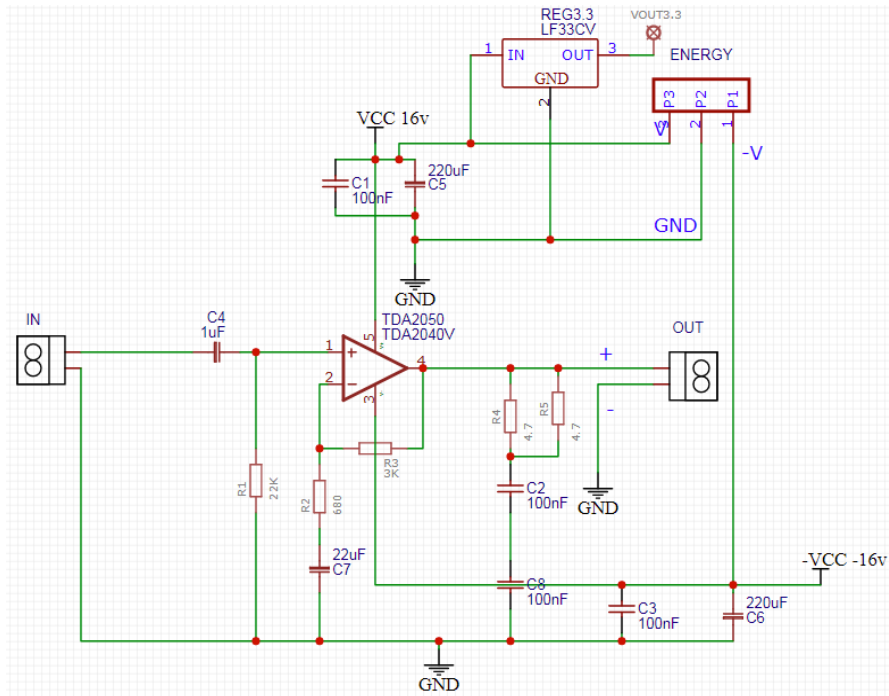 REG3.3
LF33CV
VOUT3.3
1
IN
OUT
3
GND
2
ENERGY
P3
P2
P1
3
2
1
V
-V
VCC 16v
C1
100nF
220uF
C5
GND
GND
IN
C4
1uF
TDA2050
TDA2040V
5
1
+
2
-
3
4
OUT
+
-
R4
4.7
R5
4.7
R3
3K
R1
22K
R2
680
C2
100nF
GND
22uF
C7
-VCC -16v
C8
100nF
C3
100nF
220uF
C6
GND